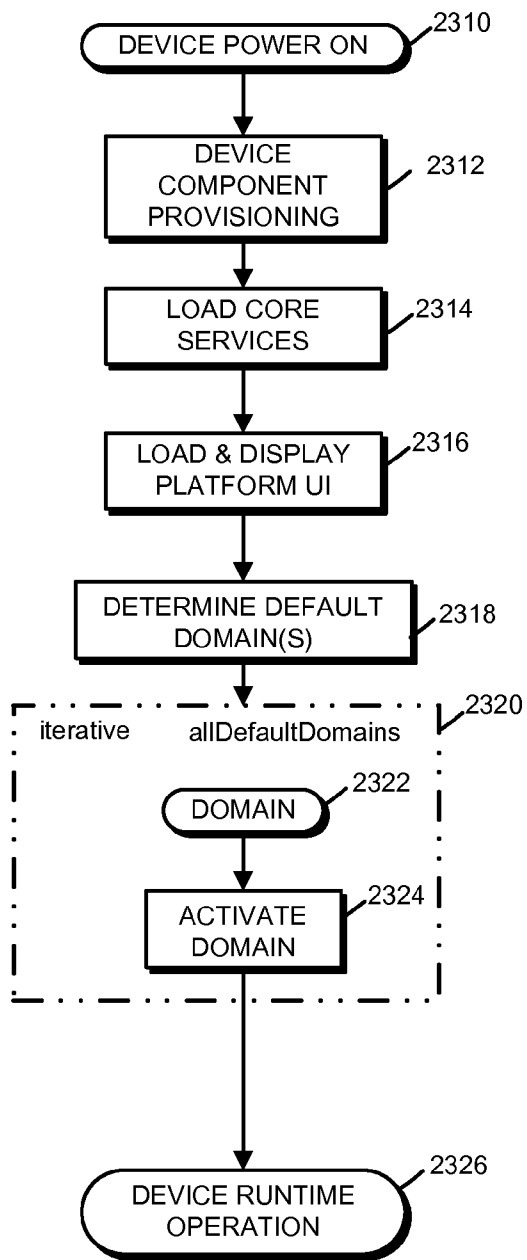 DEVICE POWER ON
2310
DEVICE
COMPONENT
PROVISIONING
2312
LOAD CORE
SERVICES
2314
LOAD & DISPLAY
PLATFORM UI
2316
DETERMINE DEFAULT
DOMAIN(S)
2318
2320
iterative allDefaultDomains
DOMAIN
2322
ACTIVATE
DOMAIN
2324
DEVICE RUNTIME
OPERATION
2326